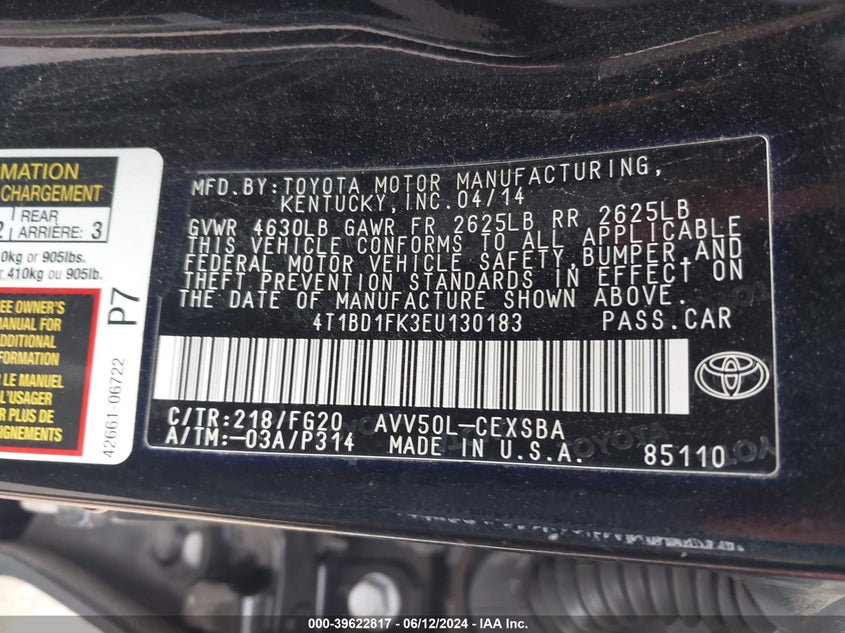 MATION
CHARGEMENT
2 REAR
ARRIÈRE: 3
0kg or 905lbs.
410kg ou 905lb.
EE OWNER'S
MANUAL FOR
ADDITIONAL
FORMATION
LE MANUEL
L'USAGER
PLUS DE
IGNEMENTS
P7
42661-06722
MFD.BY:TOYOTA MOTOR MANUFACTURING,
KENTUCKY,INC.04/14
GVWR 4630LB GAWR FR 2625LB RR 2625LB
THIS VEHICLE CONFORMS TO ALL APPLICABLE
FEDERAL MOTOR VEHICLE SAFETY,BUMPER,AND
THEFT PREVENTION STANDARDS IN EFFECT ON
THE DATE OF MANUFACTURE SHOWN ABOVE.
4T1BD1FK3EU130183 PASS.CAR
C/TR:218/FG20 AVV50L-CEXSBA
A/TM:-03A/P314 MADE IN U.S.A. 85110
TOYOTA
000-39622817 - 06/12/2024 - IAA Inc.